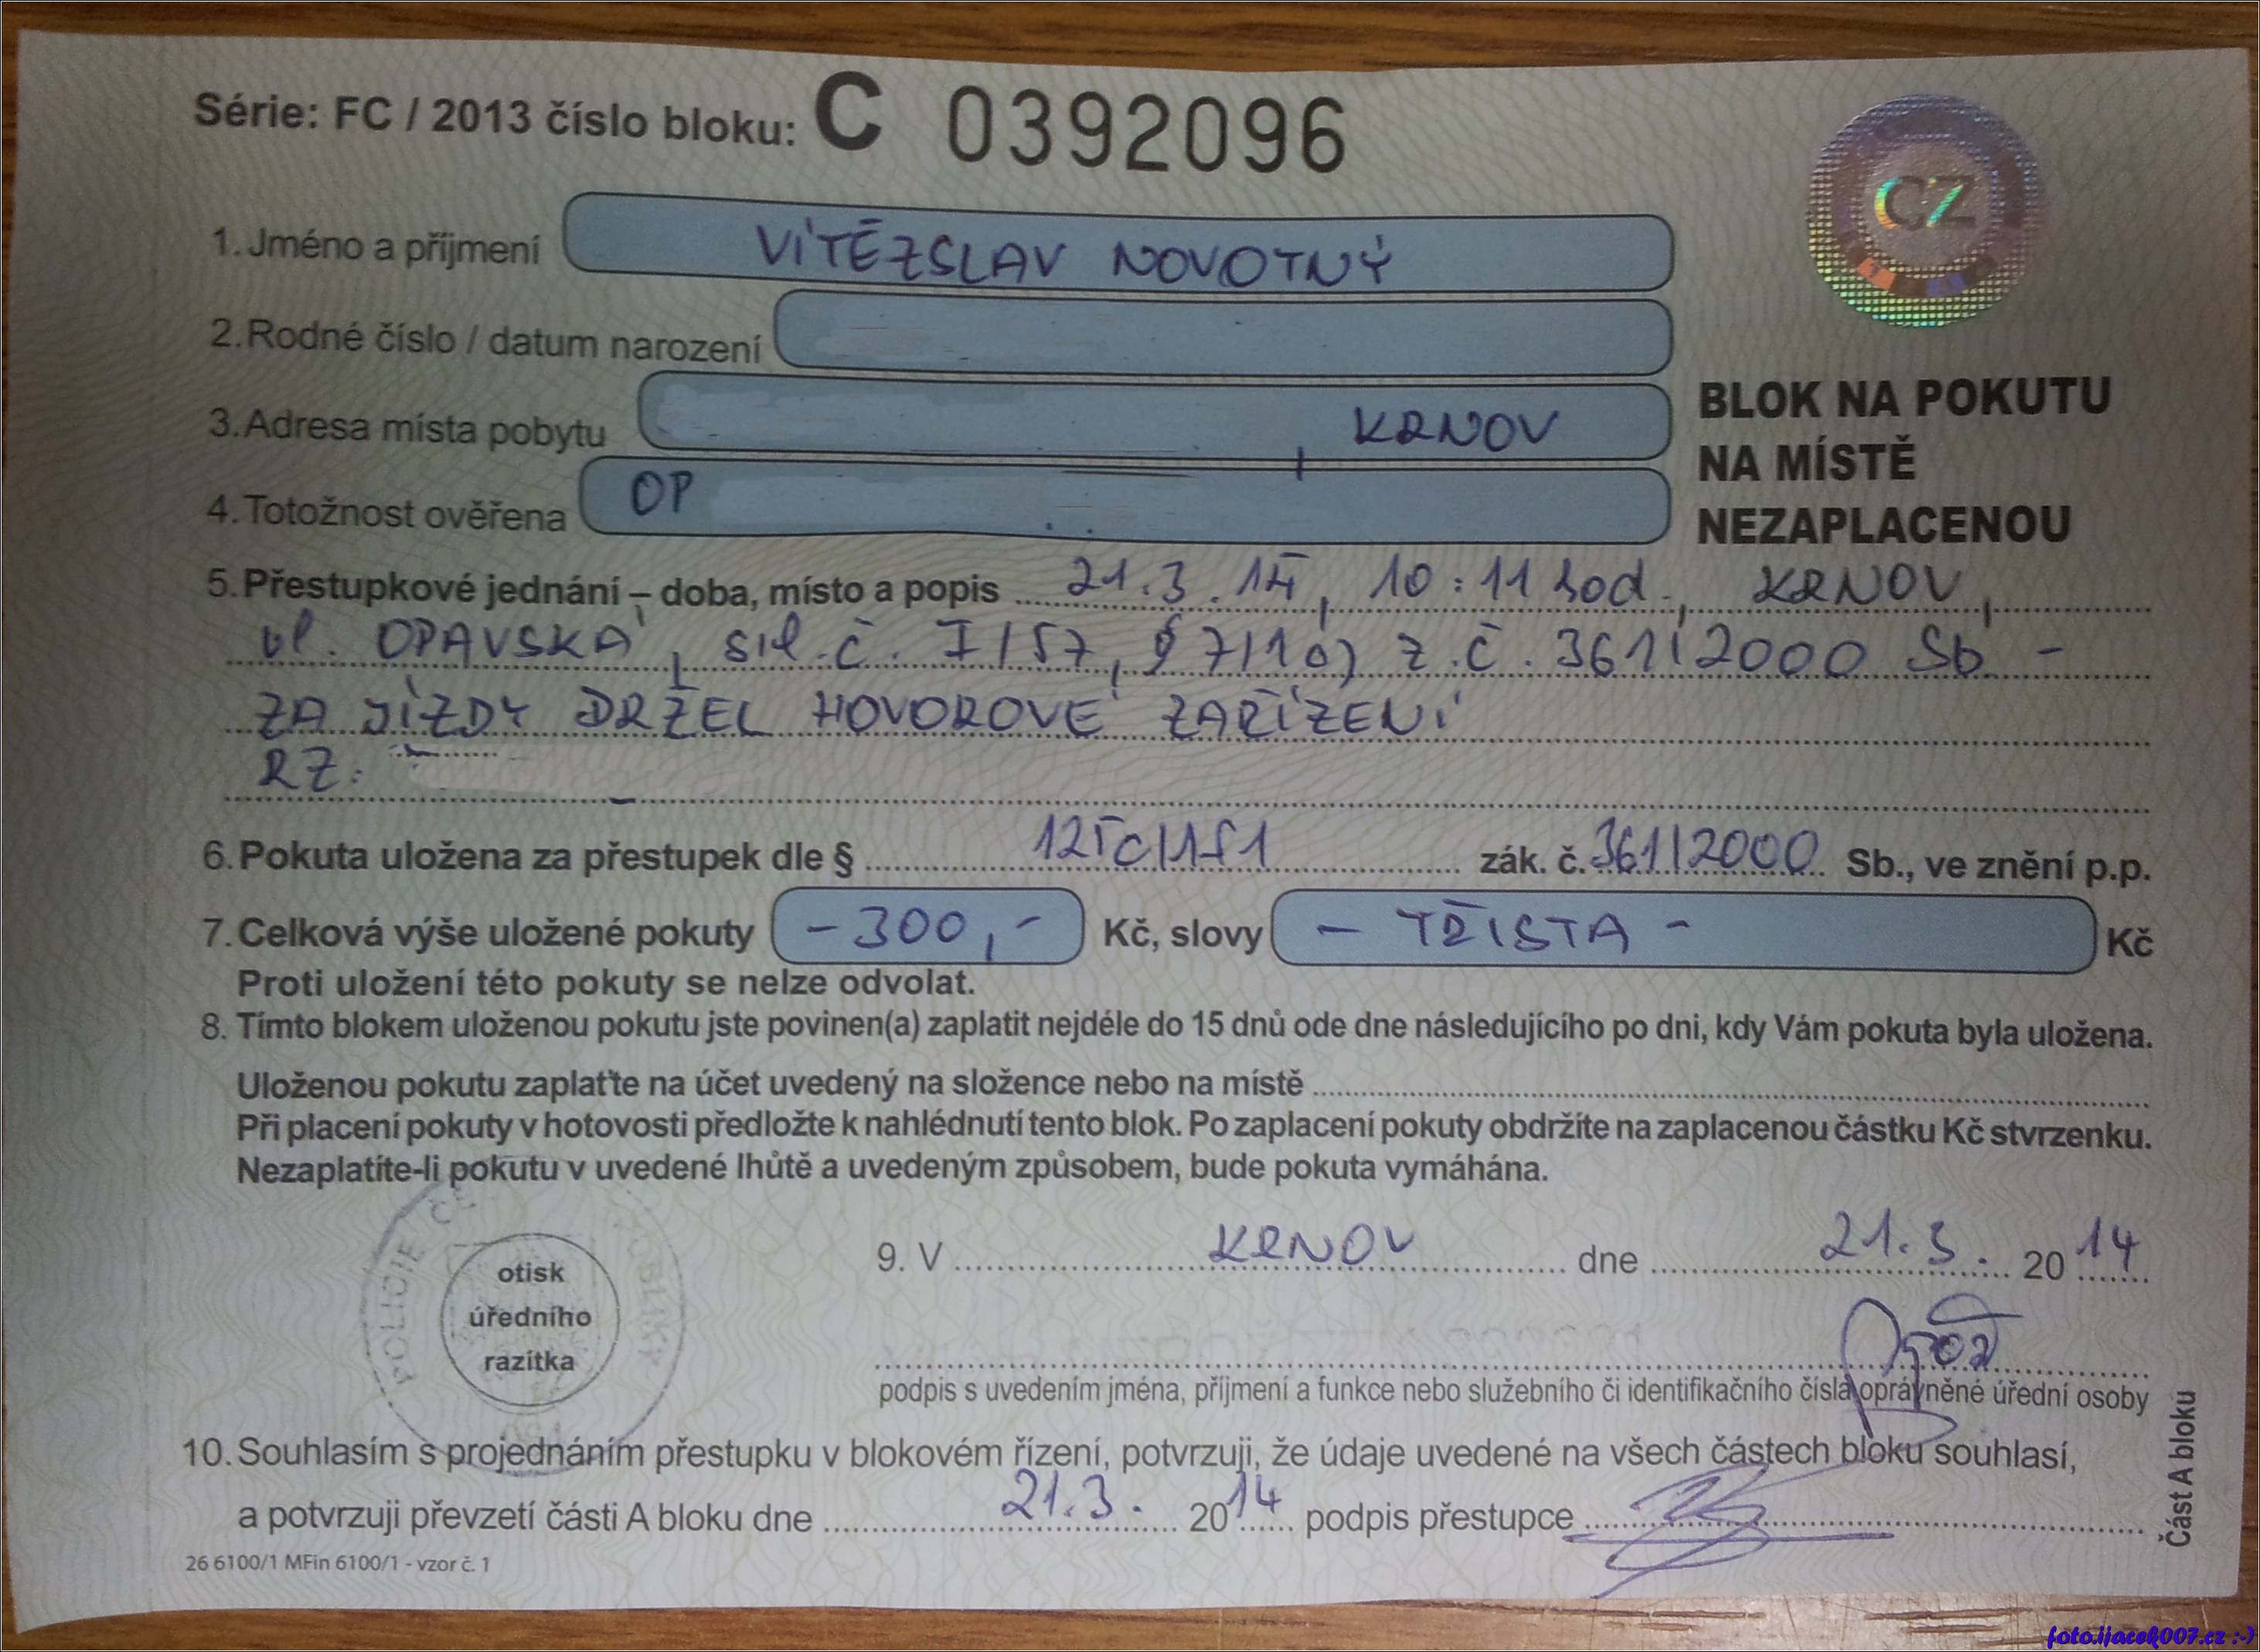 Série: FC / 2013 číslo bloku: C 0392096
CZ
1. Jméno a příjmení VÍTĚZSLAV NOVOTNÝ
2. Rodné číslo / datum narození
3. Adresa místa pobytu , KRNOV
4. Totožnost ověřena OP
BLOK NA POKUTU
NA MÍSTĚ
NEZAPLACENOU
5. Přestupkové jednání – doba, místo a popis 21.3.14, 10:11 hod., KRNOV,
ul. OPAVSKÁ, sil. č. I/57, § 7/1c) z. č. 361/2000 Sb. -
ZA JÍZDY DRŽEL HOVOROVÉ ZAŘÍZENÍ
RZ:
6. Pokuta uložena za přestupek dle § 125c/1f1 zák. č. 361/2000 Sb., ve znění p.p.
7. Celková výše uložené pokuty - 300,- Kč, slovy - TŘISTA - Kč
Proti uložení této pokuty se nelze odvolat.
8. Tímto blokem uloženou pokutu jste povinen(a) zaplatit nejdéle do 15 dnů ode dne následujícího po dni, kdy Vám pokuta byla uložena.
Uloženou pokutu zaplaťte na účet uvedený na složence nebo na místě
Při placení pokuty v hotovosti předložte k nahlédnutí tento blok. Po zaplacení pokuty obdržíte na zaplacenou částku Kč stvrzenku.
Nezaplatíte-li pokutu v uvedené lhůtě a uvedeným způsobem, bude pokuta vymáhána.
POLICIE
otisk
úředního
razítka
9. V KRNOV dne 21.3. 2014
podpis s uvedením jména, příjmení a funkce nebo služebního či identifikačního čísla oprávněné úřední osoby
10. Souhlasím s projednáním přestupku v blokovém řízení, potvrzuji, že údaje uvedené na všech částech bloku souhlasí,
a potvrzuji převzetí části A bloku dne 21.3. 2014 podpis přestupce
Část A bloku
26 6100/1 MFin 6100/1 - vzor č. 1
foto.ijacek007.cz :-)